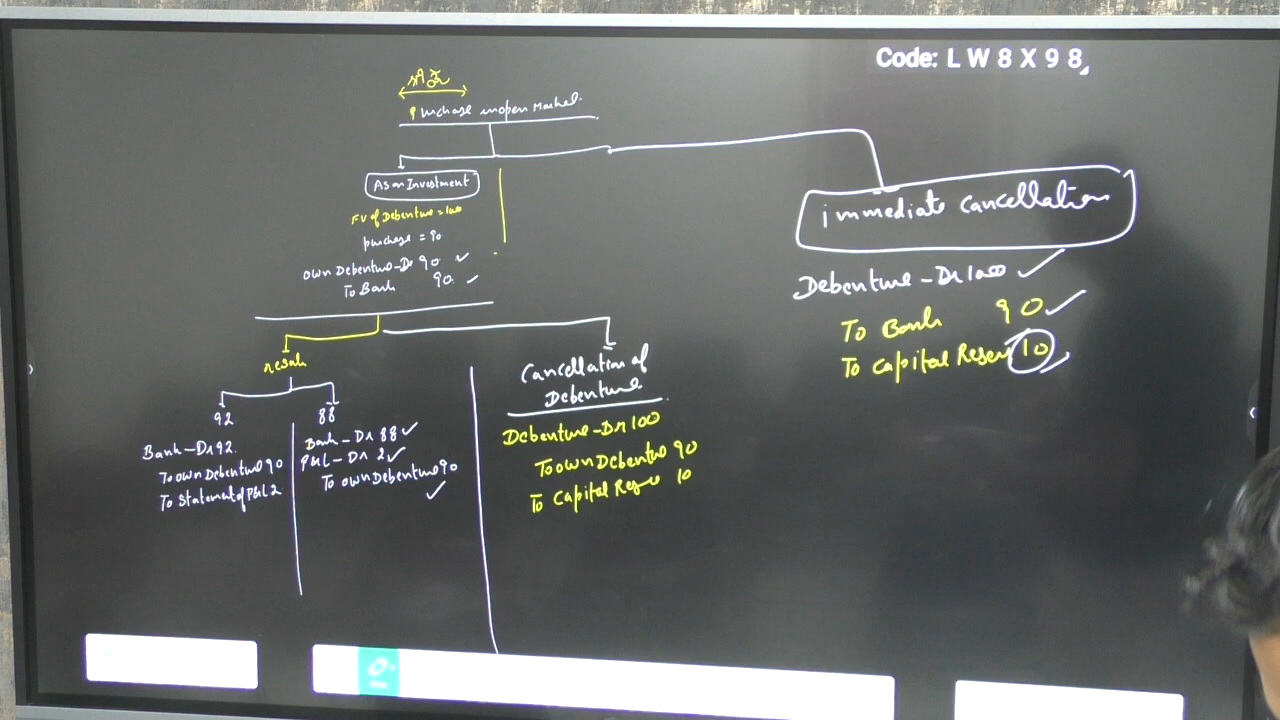 Code: L W 8 X 9 8
Purchase in open Market.
As an Investment
FV of Debenture = 100
purchase = 90
own Debenture - Dr 90
To Bank 90
resale
92
Bank - Dr 92
To own Debenture 90
To Statement of P&L 2
88
Bank - Dr 88
P&L - Dr 2
To own Debenture 90
Cancellation of
Debenture
Debenture - Dr 100
To own Debenture 90
To Capital Reserve 10
immediate cancellation
Debenture - Dr 100
To Bank 90
To Capital Reserve 10